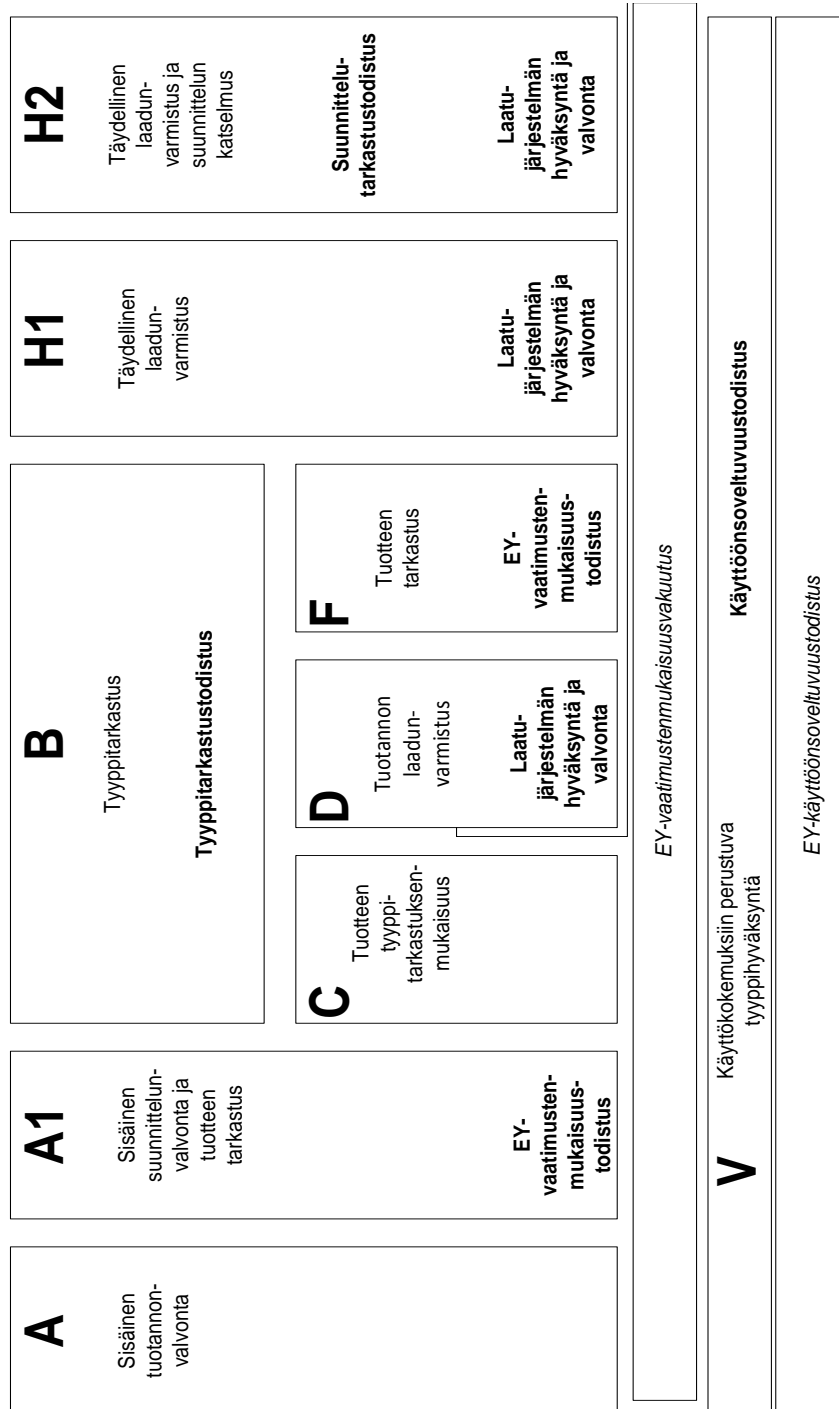 A
Sisäinen
tuotannon-
valvonta
A1
Sisäinen
suunnittelun-
valvonta ja
tuotteen
tarkastus
EY-
vaatimusten-
mukaisuus-
todistus
B
Tyyppitarkastus
Tyyppitarkastustodistus
C
Tuotteen
tyyppi-
tarkastuksen-
mukaisuus
D
Tuotannon
laadun-
varmistus
Laatu-
järjestelmän
hyväksyntä ja
valvonta
F
Tuotteen
tarkastus
EY-
vaatimusten-
mukaisuus-
todistus
H1
Täydellinen
laadun-
varmistus
Laatu-
järjestelmän
hyväksyntä ja
valvonta
H2
Täydellinen
laadun-
varmistus ja
suunnittelun
katselmus
Suunnittelu-
tarkastustodistus
Laatu-
järjestelmän
hyväksyntä ja
valvonta
EY-vaatimustenmukaisuusvakuutus
V
Käyttökokemuksiin perustuva
tyyppihyväksyntä
Käyttöönsoveltuvuustodistus
EY-käyttöönsoveltuvuustodistus